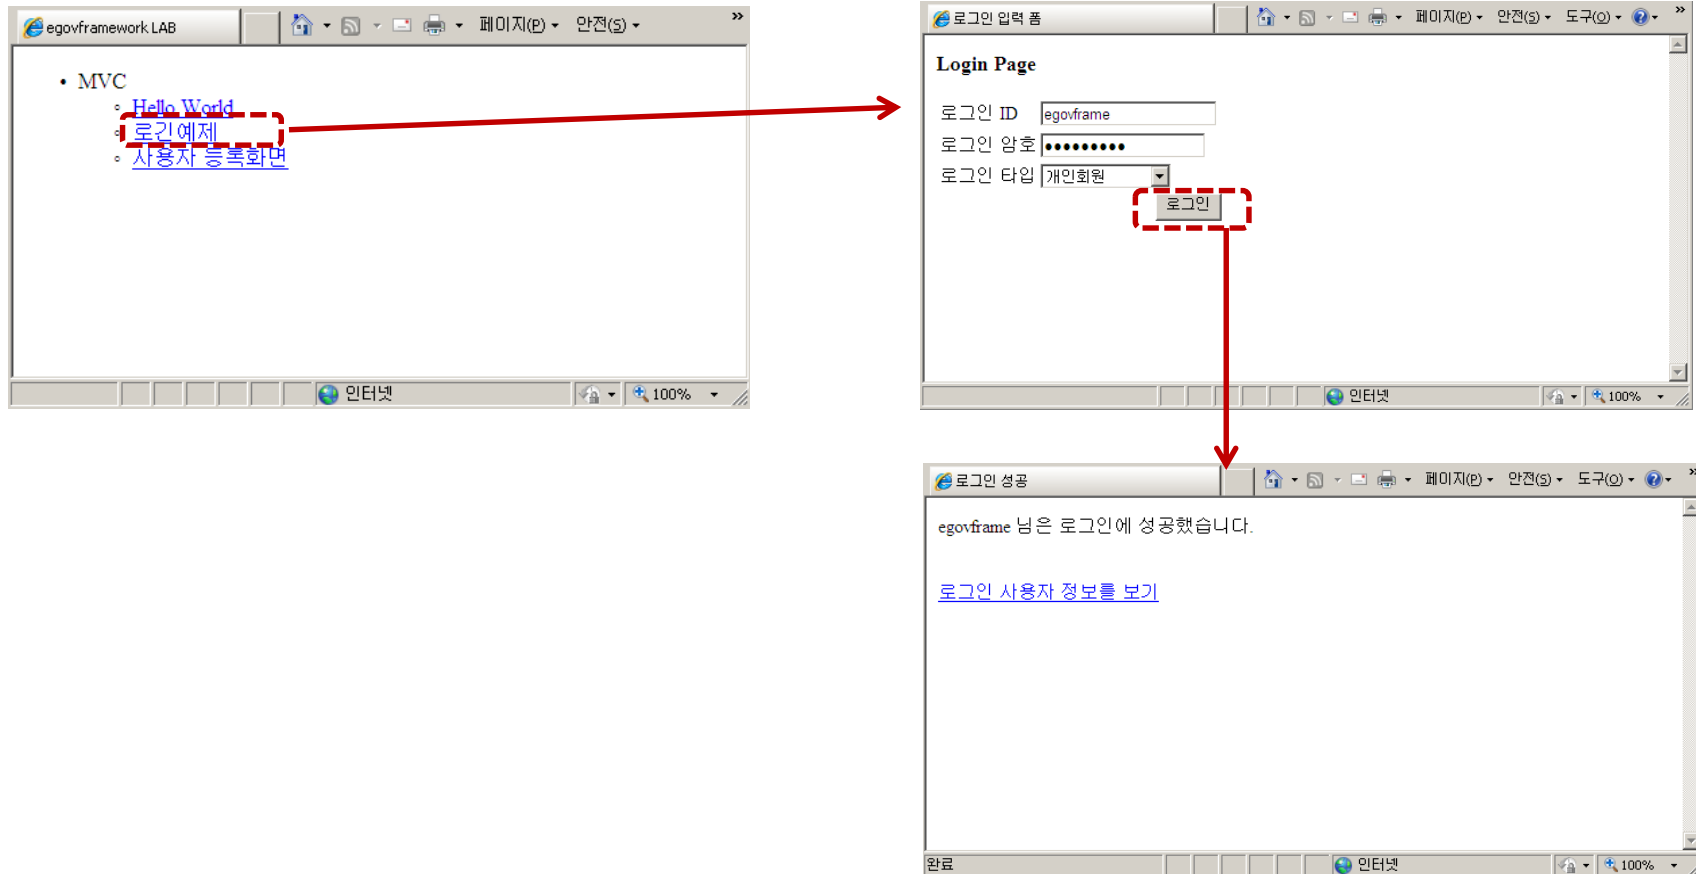 egovframework LAB
페이지(P) 안전(S) »
• MVC
◦ Hello World
◦ 로긴예제
◦ 사용자 등록화면
인터넷 100%
로그인 입력 폼
페이지(P) 안전(S) 도구(O) »
Login Page
로그인 ID egovframe
로그인 암호 •••••••••
로그인 타입 개인회원
로그인
인터넷 100%
로그인 성공
페이지(P) 안전(S) 도구(O) »
egovframe 님은 로그인에 성공했습니다.
로그인 사용자 정보를 보기
완료 인터넷 100%